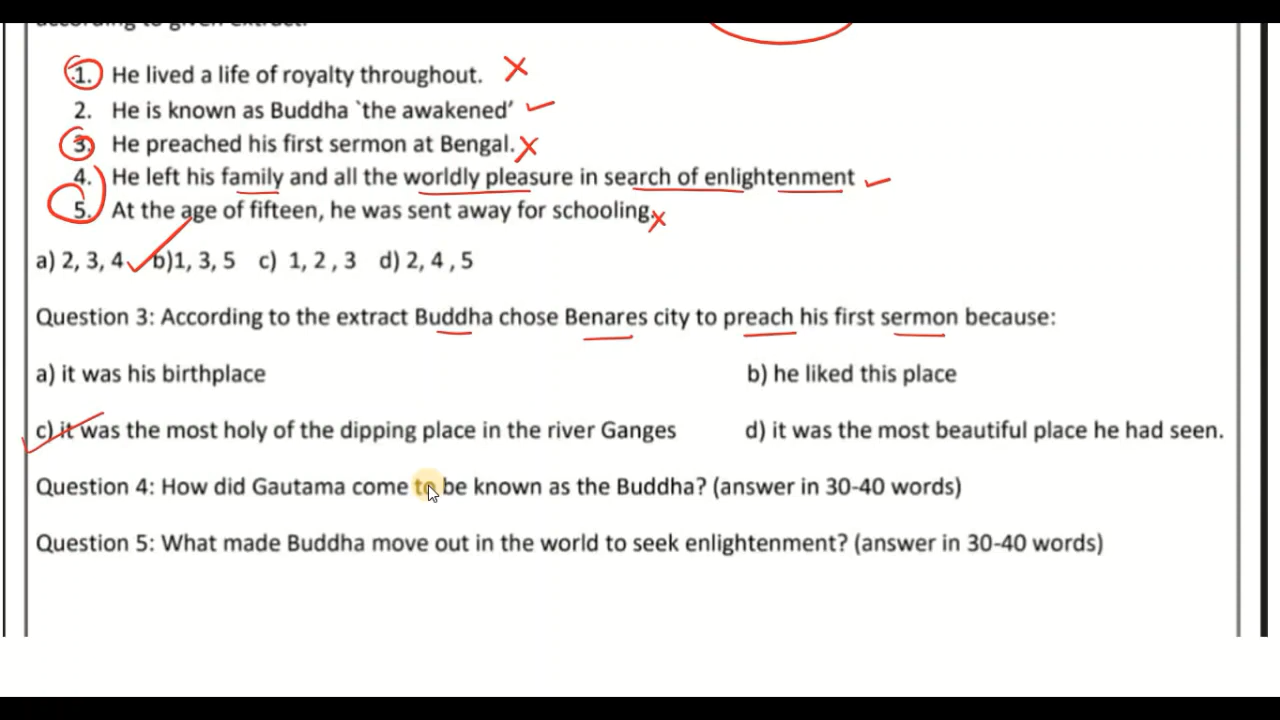 according to given extract.
1. He lived a life of royalty throughout.
2. He is known as Buddha `the awakened’
3. He preached his first sermon at Bengal.
4. He left his family and all the worldly pleasure in search of enlightenment
5. At the age of fifteen, he was sent away for schooling.
a) 2, 3, 4 b)1, 3, 5 c) 1, 2 , 3 d) 2, 4 , 5
Question 3: According to the extract Buddha chose Benares city to preach his first sermon because:
a) it was his birthplace b) he liked this place
c) it was the most holy of the dipping place in the river Ganges d) it was the most beautiful place he had seen.
Question 4: How did Gautama come to be known as the Buddha? (answer in 30-40 words)
Question 5: What made Buddha move out in the world to seek enlightenment? (answer in 30-40 words)